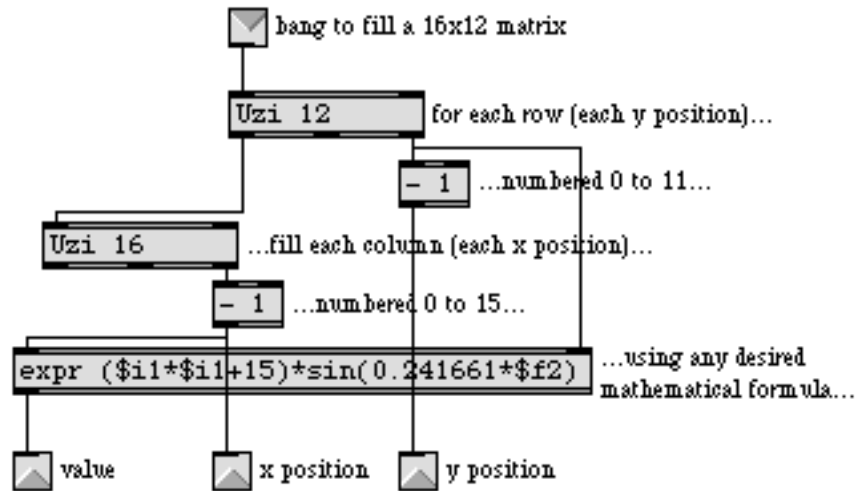 bang to fill a 16x12 matrix
Uzi 12
for each row (each y position)...
- 1
...numbered 0 to 11...
Uzi 16
...fill each column (each x position)...
- 1
...numbered 0 to 15...
expr ($i1*$i1+15)*sin(0.241661*$f2)
...using any desired
mathematical formula...
value
x position
y position